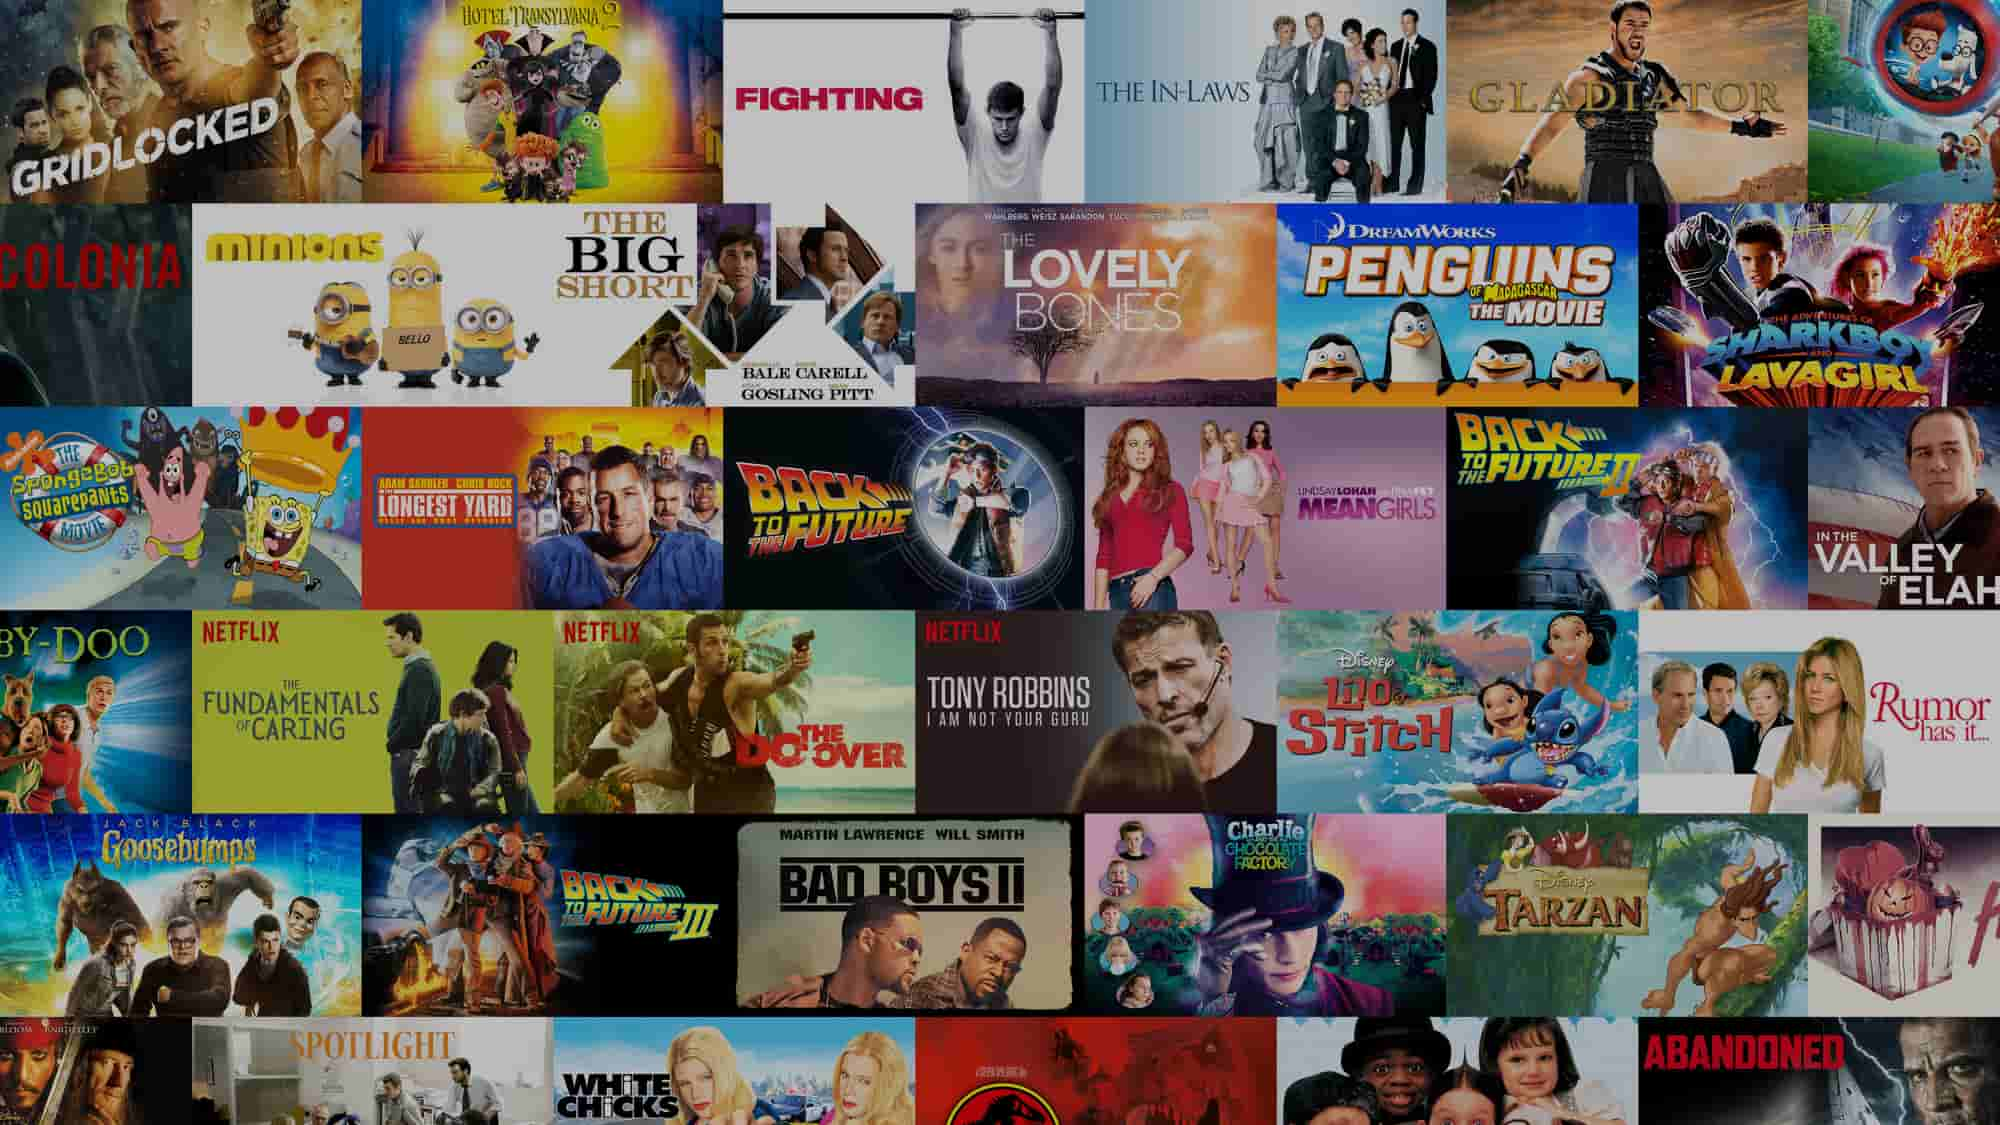 GRIDLOCKED
HOTEL TRANSYLVANIA 2
FIGHTING
THE IN-LAWS
GLADIATOR
COLONIA
minions
BELLO
THE
BIG
SHORT
BALE CARELL
GOSLING PITT
WAHLBERG WEISZ SARANDON TUCCI
THE
LOVELY
BONES
DREAMWORKS
PENGUINS
OF MADAGASCAR
THE MOVIE
THE ADVENTURES OF
SHARKBOY
AND
LAVAGIRL
THE
SpongeBob
squarepants
MOVIE
ADAM SANDLER CHRIS ROCK
THE
LONGEST YARD
BACK
TO
THE FUTURE
LINDSAY LOHAN
MEAN GIRLS
BACK
TO
THE FUTURE
PART II
IN THE
VALLEY
OF ELAH
BY-DOO
NETFLIX
THE
FUNDAMENTALS
OF CARING
NETFLIX
THE
DO OVER
NETFLIX
TONY ROBBINS
I AM NOT YOUR GURU
DISNEY
LILO &
STITCH
Rumor
has it...
JACK BLACK
Goosebumps
BACK
TO
THE FUTURE
PART III
MARTIN LAWRENCE WILL SMITH
BAD BOYS II
Charlie
CHOCOLATE
FACTORY
DISNEY
TARZAN
BLOOM KNIGHTLEY
SPOTLIGHT
WHiTE
CHiCKS
ABANDONED